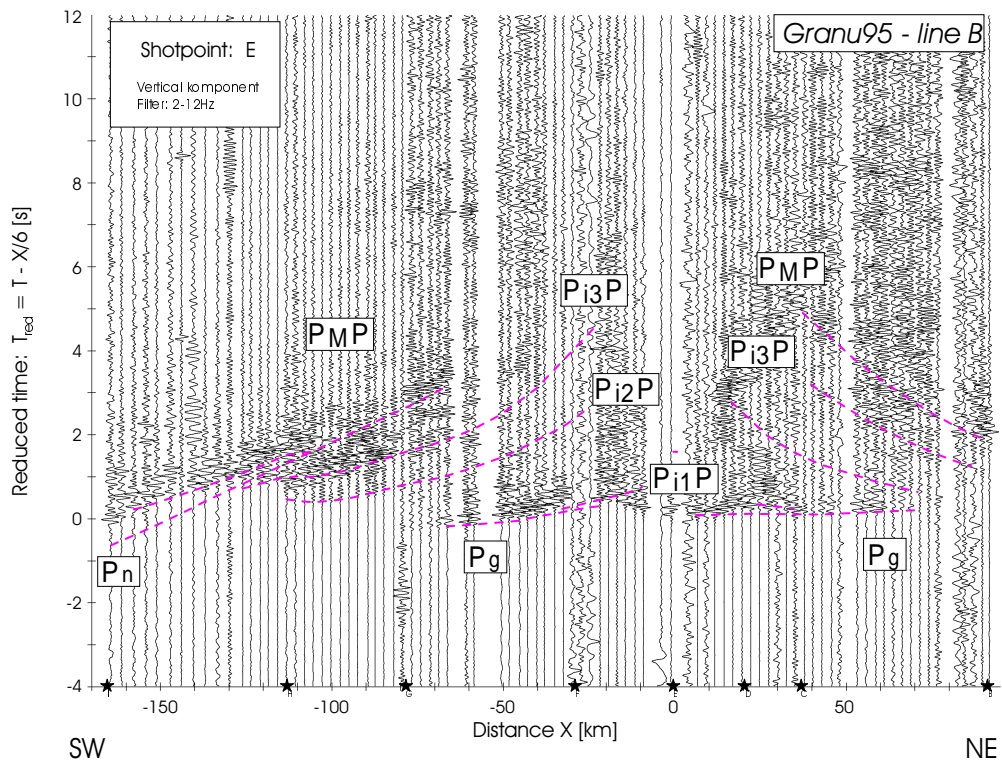 Shotpoint: E
Vertical komponent
Filter: 2-12Hz
Granu95 - line B
12
10
8
6
4
2
0
-2
-4
Reduced time: Tred = T - X/6 [s]
PMP
Pi3P
PMP
Pi3P
Pi2P
Pi1P
Pn
Pg
Pg
H
G
F
E
D
C
B
-150
-100
-50
0
50
Distance X [km]
SW
NE